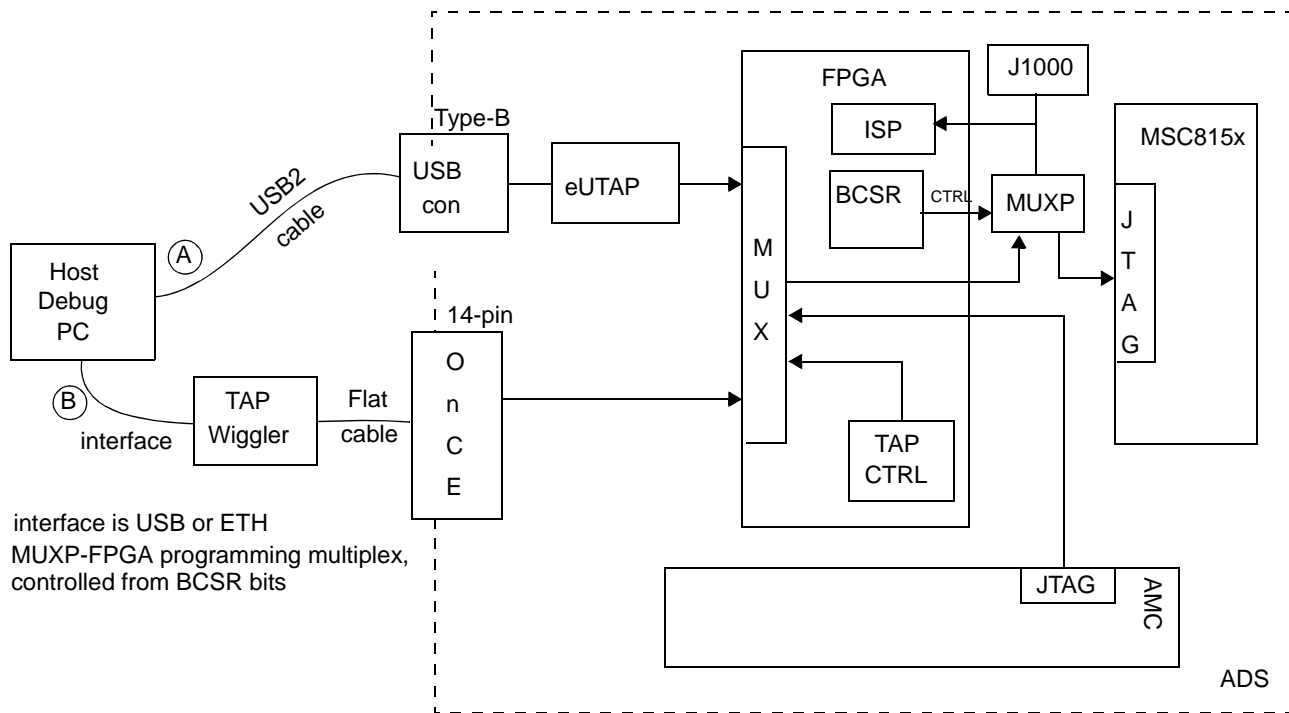 FPGA
J1000
ISP
MSC815x
Type-B
USB
con
eUTAP
BCSR
CTRL
MUXP
USB2
cable
A
Host
Debug
PC
M
U
X
J
T
A
G
14-pin
O
n
C
E
B
interface
TAP
Wiggler
Flat
cable
TAP
CTRL
interface is USB or ETH
MUXP-FPGA programming multiplex,
controlled from BCSR bits
JTAG
AMC
ADS